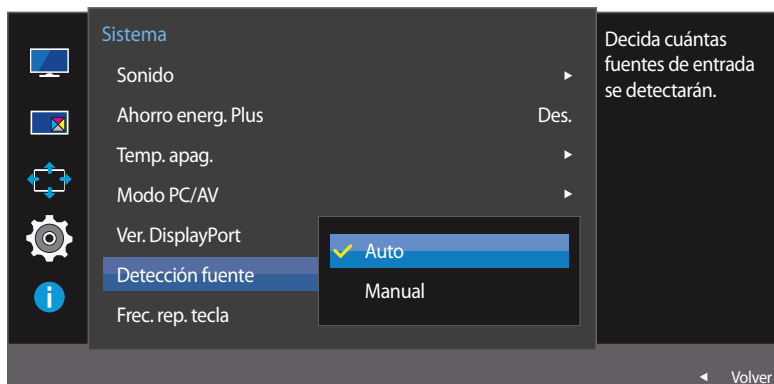 Sistema
Sonido
Ahorro energ. Plus Des.
Temp. apag.
Modo PC/AV
Ver. DisplayPort
Detección fuente
Frec. rep. tecla
Auto
Manual
Decida cuántas
fuentes de entrada
se detectarán.
Volver